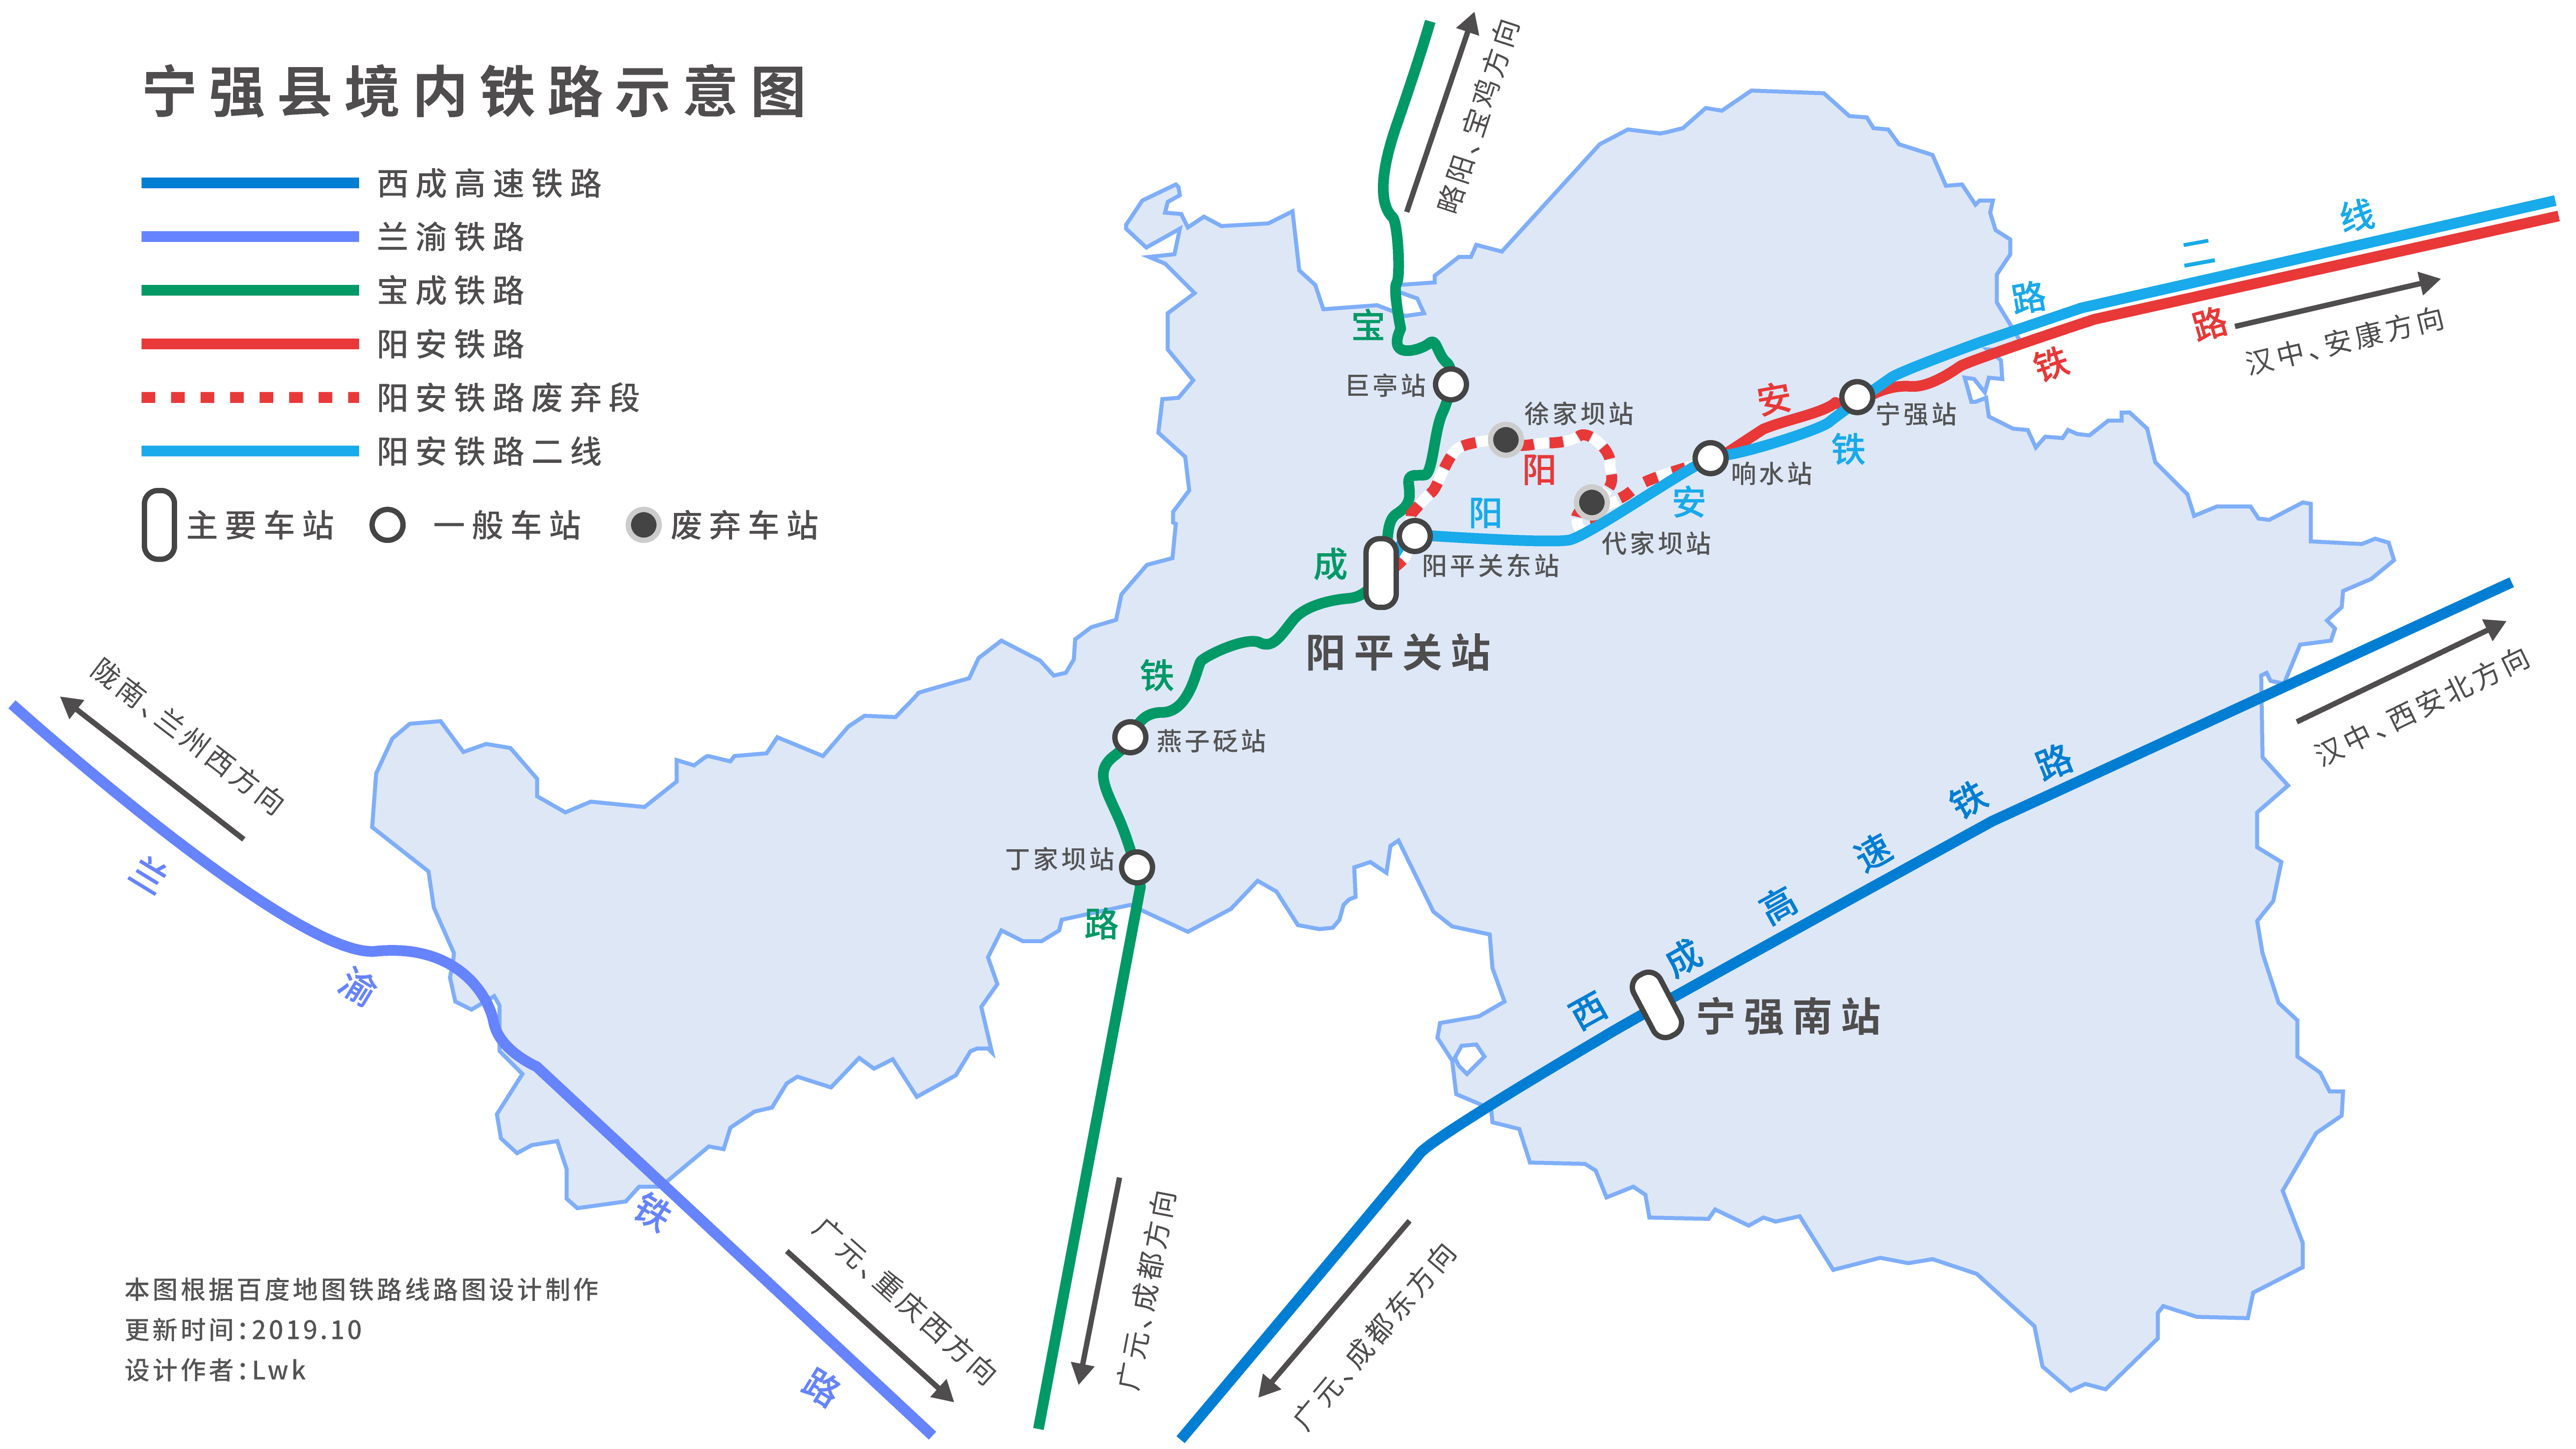 宁强县境内铁路示意图
西成高速铁路
兰渝铁路
宝成铁路
阳安铁路
阳安铁路废弃段
阳安铁路二线
主要车站 一般车站 废弃车站
略阳、宝鸡方向
宝成铁路
巨亭站
徐家坝站
阳安铁路
阳安铁路二线
宁强站
响水站
代家坝站
阳平关东站
阳平关站
汉中、安康方向
燕子砭站
丁家坝站
陇南、兰州西方向
兰渝铁路
汉中、西安北方向
西成高速铁路
宁强南站
广元、重庆西方向
广元、成都方向
广元、成都东方向
本图根据百度地图铁路线路图设计制作
更新时间:2019.10
设计作者:Lwk